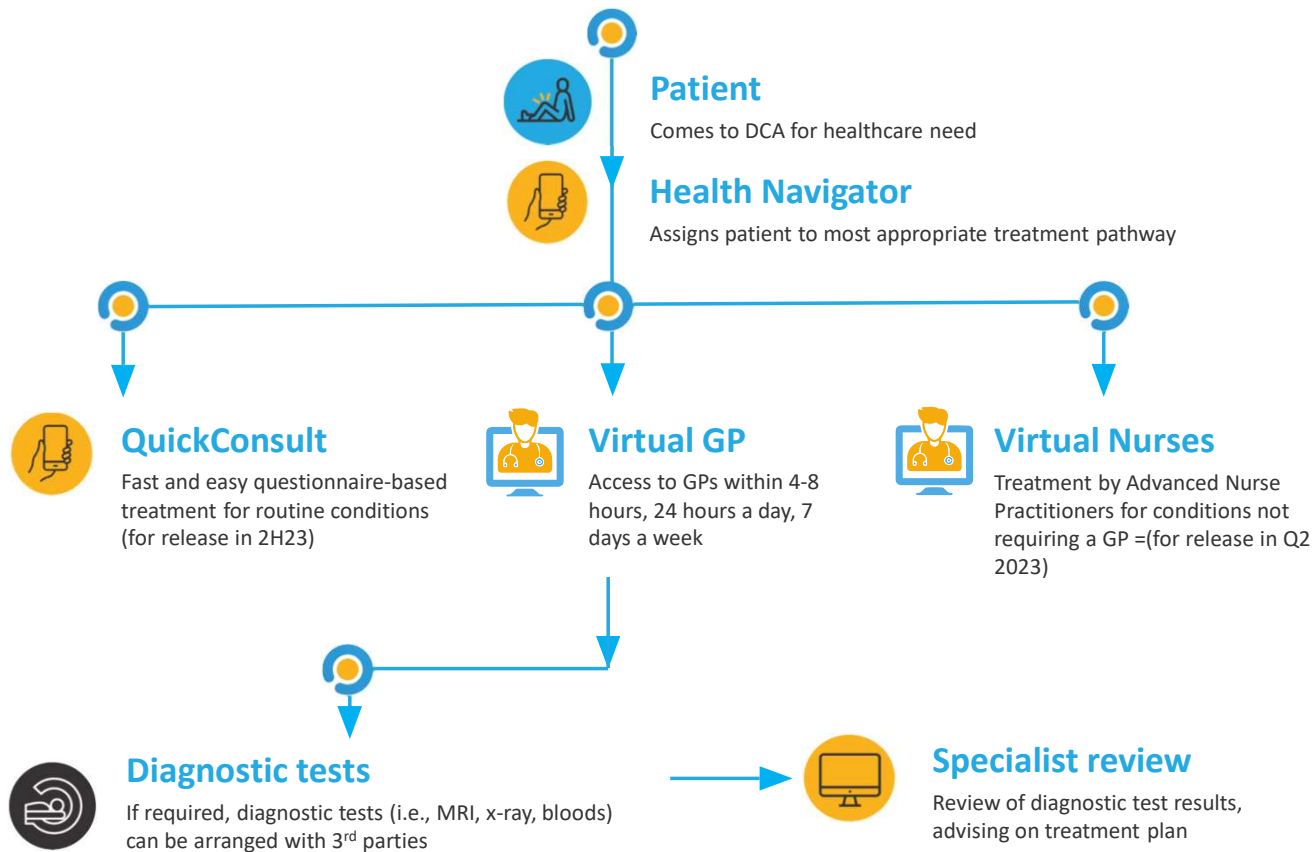 Patient
Comes to DCA for healthcare need
Health Navigator
Assigns patient to most appropriate treatment pathway
QuickConsult
Fast and easy questionnaire-based
treatment for routine conditions
(for release in 2H23)
Virtual GP
Access to GPs within 4-8
hours, 24 hours a day, 7
days a week
Virtual Nurses
Treatment by Advanced Nurse
Practitioners for conditions not
requiring a GP =(for release in Q2
2023)
Diagnostic tests
If required, diagnostic tests (i.e., MRI, x-ray, bloods)
can be arranged with 3rd parties
Specialist review
Review of diagnostic test results,
advising on treatment plan